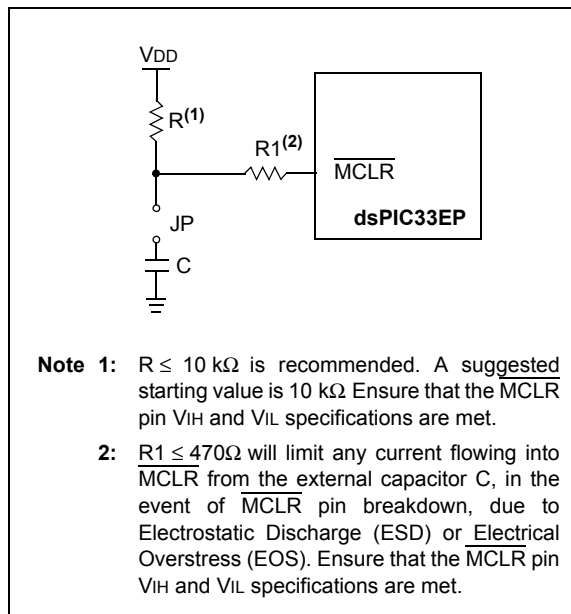 VDD
R(1)
R1(2)
MCLR
JP
dsPIC33EP
C
Note 1: R ≤ 10 kΩ is recommended. A suggested
starting value is 10 kΩ Ensure that the MCLR
pin VIH and VIL specifications are met.
2: R1 ≤ 470Ω will limit any current flowing into
MCLR from the external capacitor C, in the
event of MCLR pin breakdown, due to
Electrostatic Discharge (ESD) or Electrical
Overstress (EOS). Ensure that the MCLR pin
VIH and VIL specifications are met.